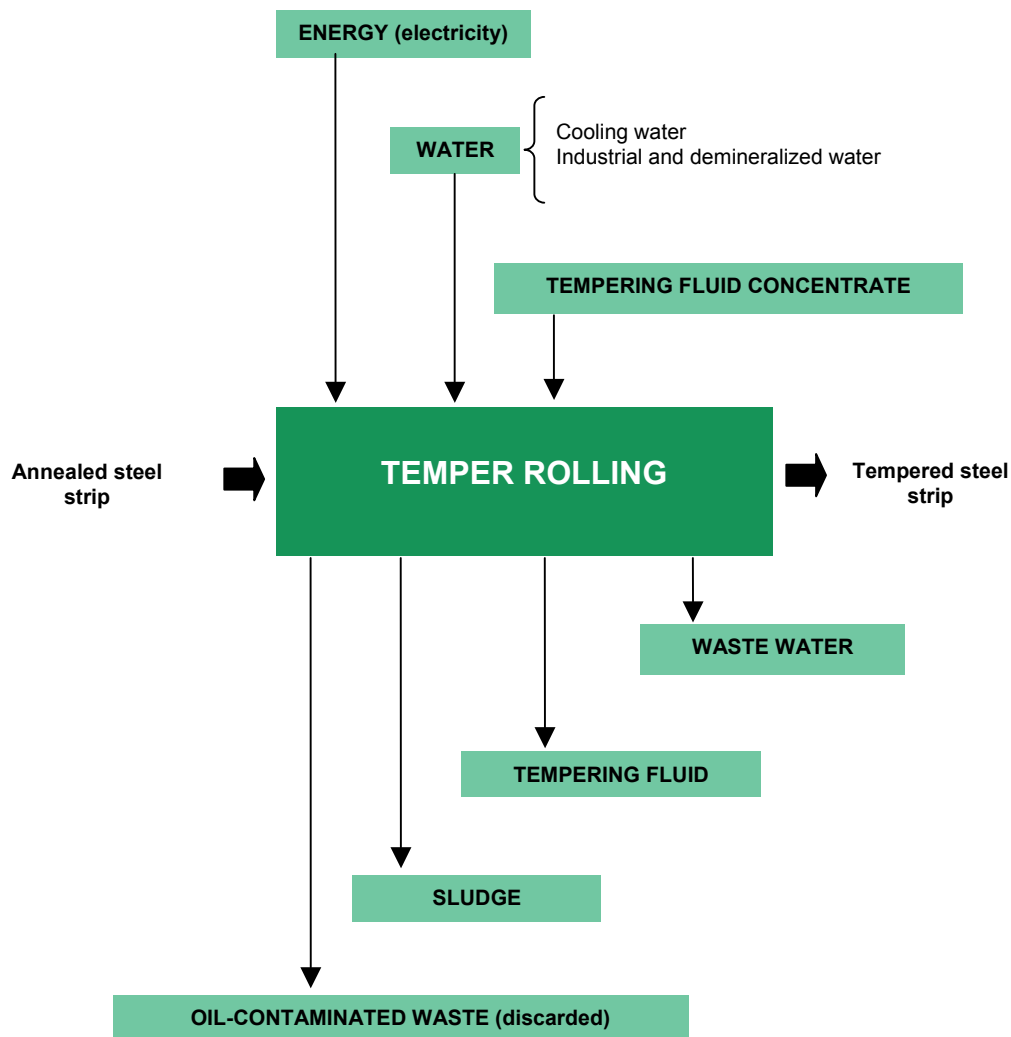 ENERGY (electricity)
WATER
Cooling water
Industrial and demineralized water
TEMPERING FLUID CONCENTRATE
Annealed steel
strip
TEMPER ROLLING
Tempered steel
strip
WASTE WATER
TEMPERING FLUID
SLUDGE
OIL-CONTAMINATED WASTE (discarded)